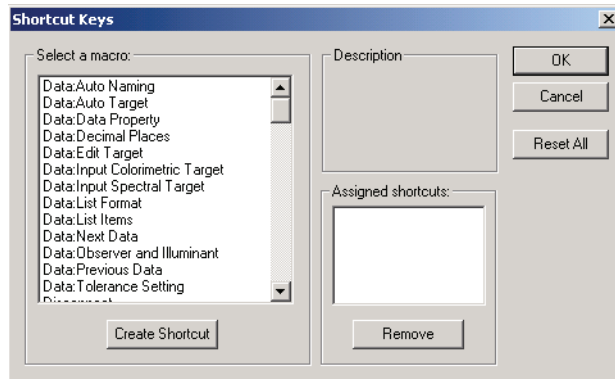 Shortcut Keys
Select a macro:
Data:Auto Naming
Data:Auto Target
Data:Data Property
Data:Decimal Places
Data:Edit Target
Data:Input Colorimetric Target
Data:Input Spectral Target
Data:List Format
Data:List Items
Data:Next Data
Data:Observer and Illuminant
Data:Previous Data
Data:Tolerance Setting
Create Shortcut
Description
Assigned shortcuts:
Remove
OK
Cancel
Reset All